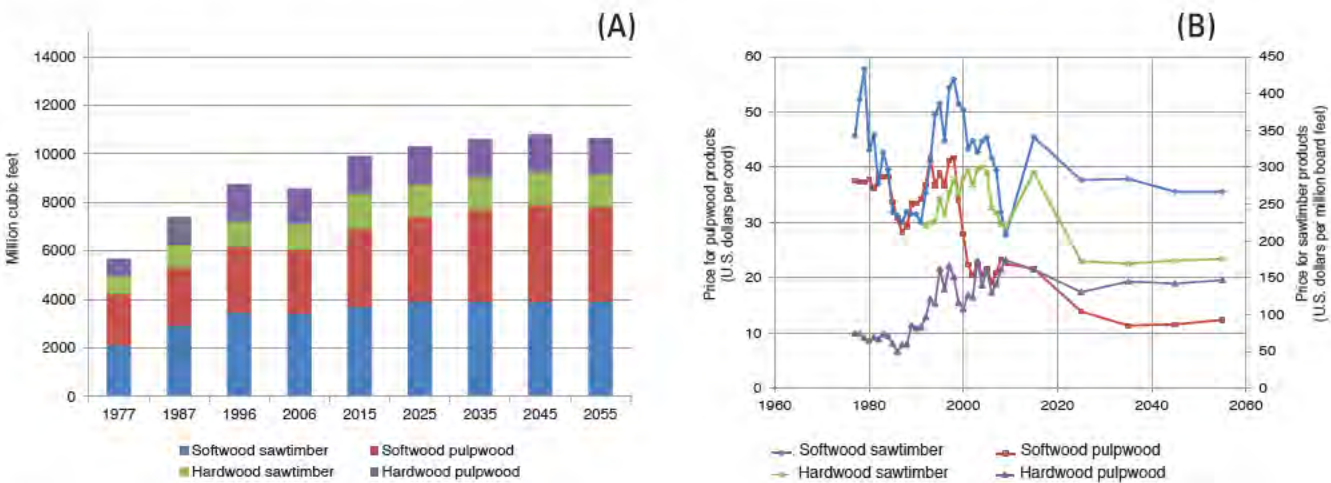 (A)
Million cubic feet
14000
12000
10000
8000
6000
4000
2000
0
1977 1987 1996 2006 2015 2025 2035 2045 2055
Softwood sawtimber Softwood pulpwood
Hardwood sawtimber Hardwood pulpwood
(B)
Price for pulpwood products
(U.S. dollars per cord)
60
50
40
30
20
10
0
450
400
350
300
250
200
150
100
50
0
Price for sawtimber products
(U.S. dollars per million board feet)
1960 1980 2000 2020 2040 2060
Softwood sawtimber Softwood pulpwood
Hardwood sawtimber Hardwood pulpwood